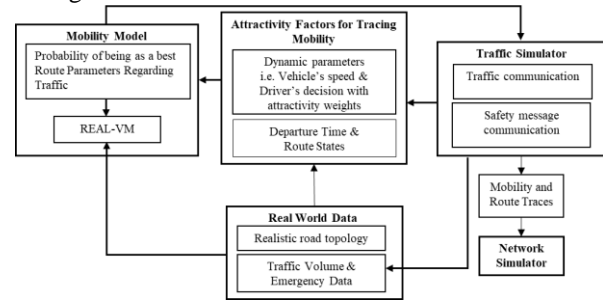 Mobility Model
Probability of being as a best
Route Parameters Regarding
Traffic
REAL-VM
Attractivity Factors for Tracing
Mobility
Dynamic parameters
i.e. Vehicle's speed &
Driver's decision with
attractivity weights
Departure Time &
Route States
Traffic Simulator
Traffic communication
Safety message
communication
Mobility and
Route Traces
Network
Simulator
Real World Data
Realistic road topology
Traffic Volume &
Emergency Data